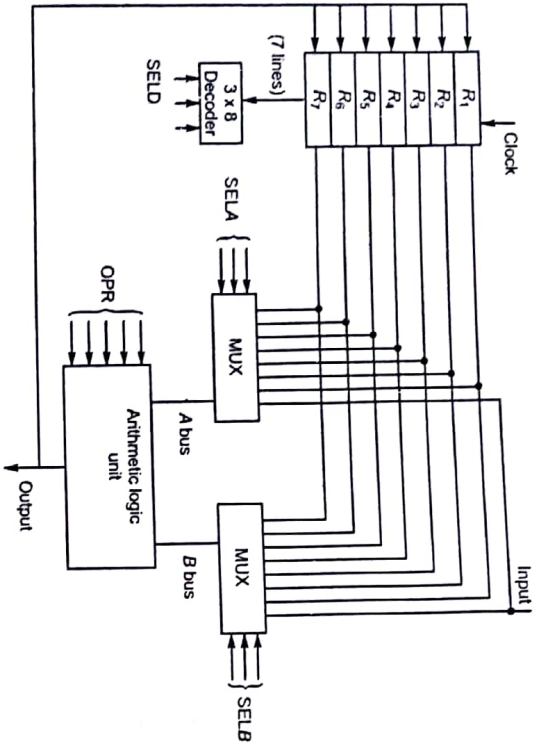 Clock
Input
R1
R2
R3
R4
R5
R6
R7
(7 lines)
3 x 8
Decoder
SELD
SELA
MUX
MUX
SELB
A bus
B bus
OPR
Arithmetic logic
unit
Output